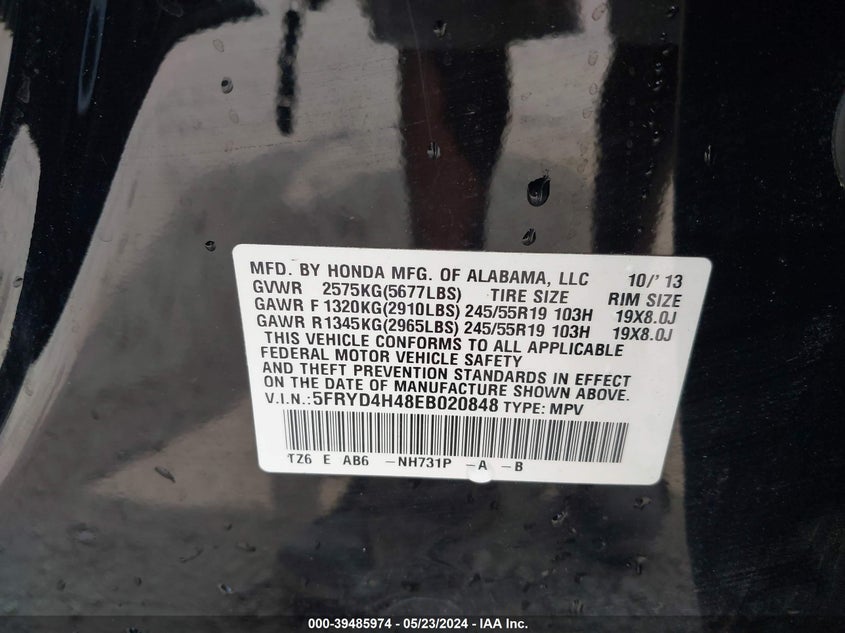 MFD. BY HONDA MFG. OF ALABAMA, LLC 10/'13
GVWR 2575KG(5677LBS) TIRE SIZE RIM SIZE
GAWR F1320KG(2910LBS) 245/55R19 103H 19X8.0J
GAWR R1345KG(2965LBS) 245/55R19 103H 19X8.0J
THIS VEHICLE CONFORMS TO ALL APPLICABLE
FEDERAL MOTOR VEHICLE SAFETY
AND THEFT PREVENTION STANDARDS IN EFFECT
ON THE DATE OF MANUFACTURE SHOWN ABOVE.
V.I.N.:5FRYD4H48EB020848 TYPE: MPV
TZ6 E AB6 -NH731P -A -B
000-39485974 - 05/23/2024 - IAA Inc.